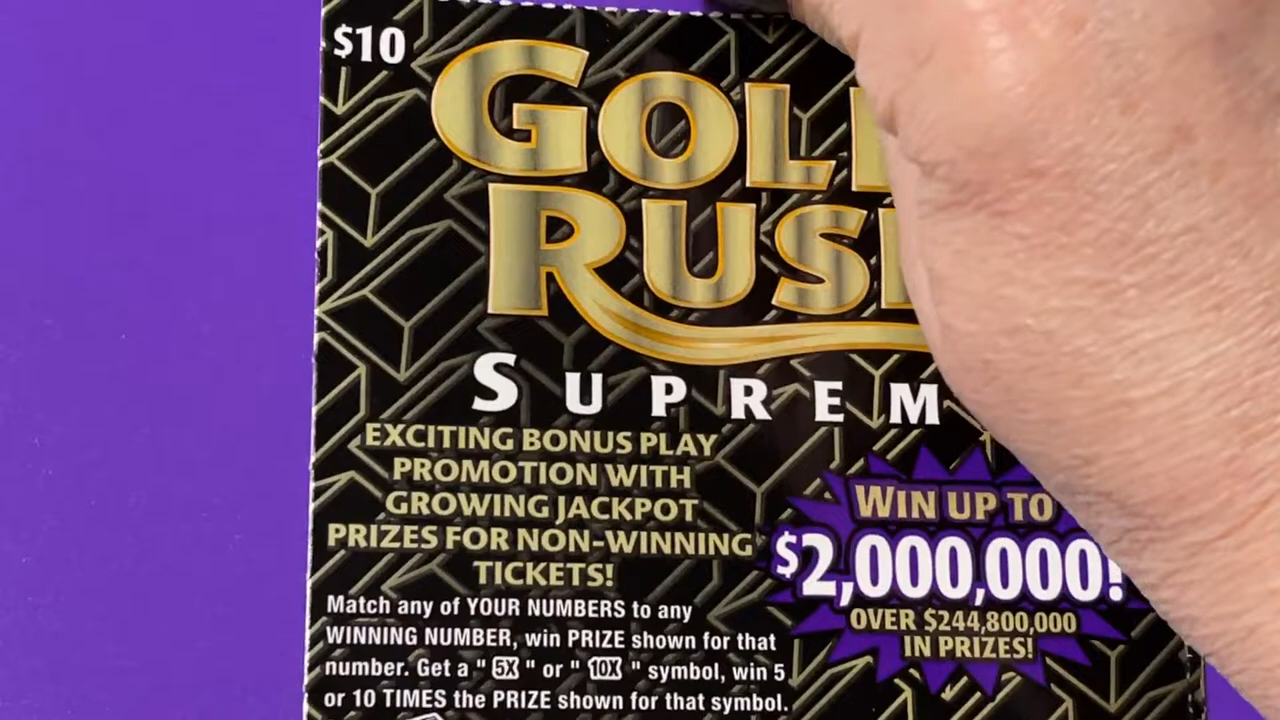 $10
GOL
RUS
SUPREM
EXCITING BONUS PLAY
PROMOTION WITH
GROWING JACKPOT
PRIZES FOR NON-WINNING
TICKETS!
WIN UP TO
$2,000,000!
OVER $244,800,000
IN PRIZES!
Match any of YOUR NUMBERS to any
WINNING NUMBER, win PRIZE shown for that
number. Get a " 5X " or " 10X " symbol, win 5
or 10 TIMES the PRIZE shown for that symbol.